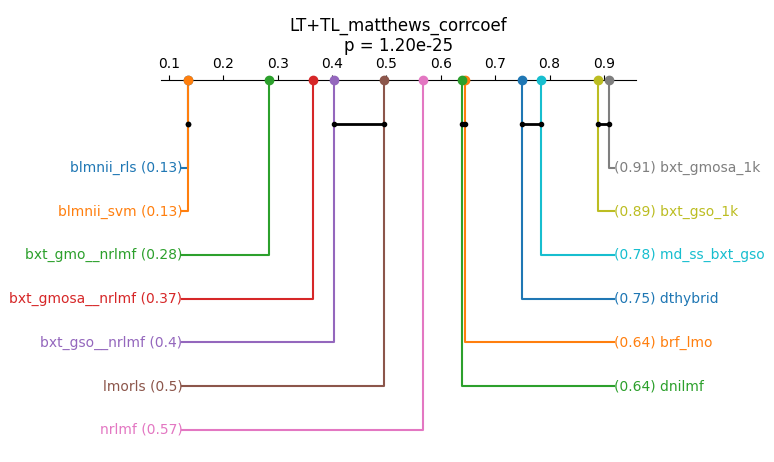 LT+TL_matthews_corrcoef
p = 1.20e-25
0.1 0.2 0.3 0.4 0.5 0.6 0.7 0.8 0.9
blmnii_rls (0.13)
(0.91) bxt_gmosa_1k
blmnii_svm (0.13)
(0.89) bxt_gso_1k
bxt_gmo__nrlmf (0.28)
(0.78) md_ss_bxt_gso
bxt_gmosa__nrlmf (0.37)
(0.75) dthybrid
bxt_gso__nrlmf (0.4)
(0.64) brf_lmo
lmorls (0.5)
(0.64) dnilmf
nrlmf (0.57)